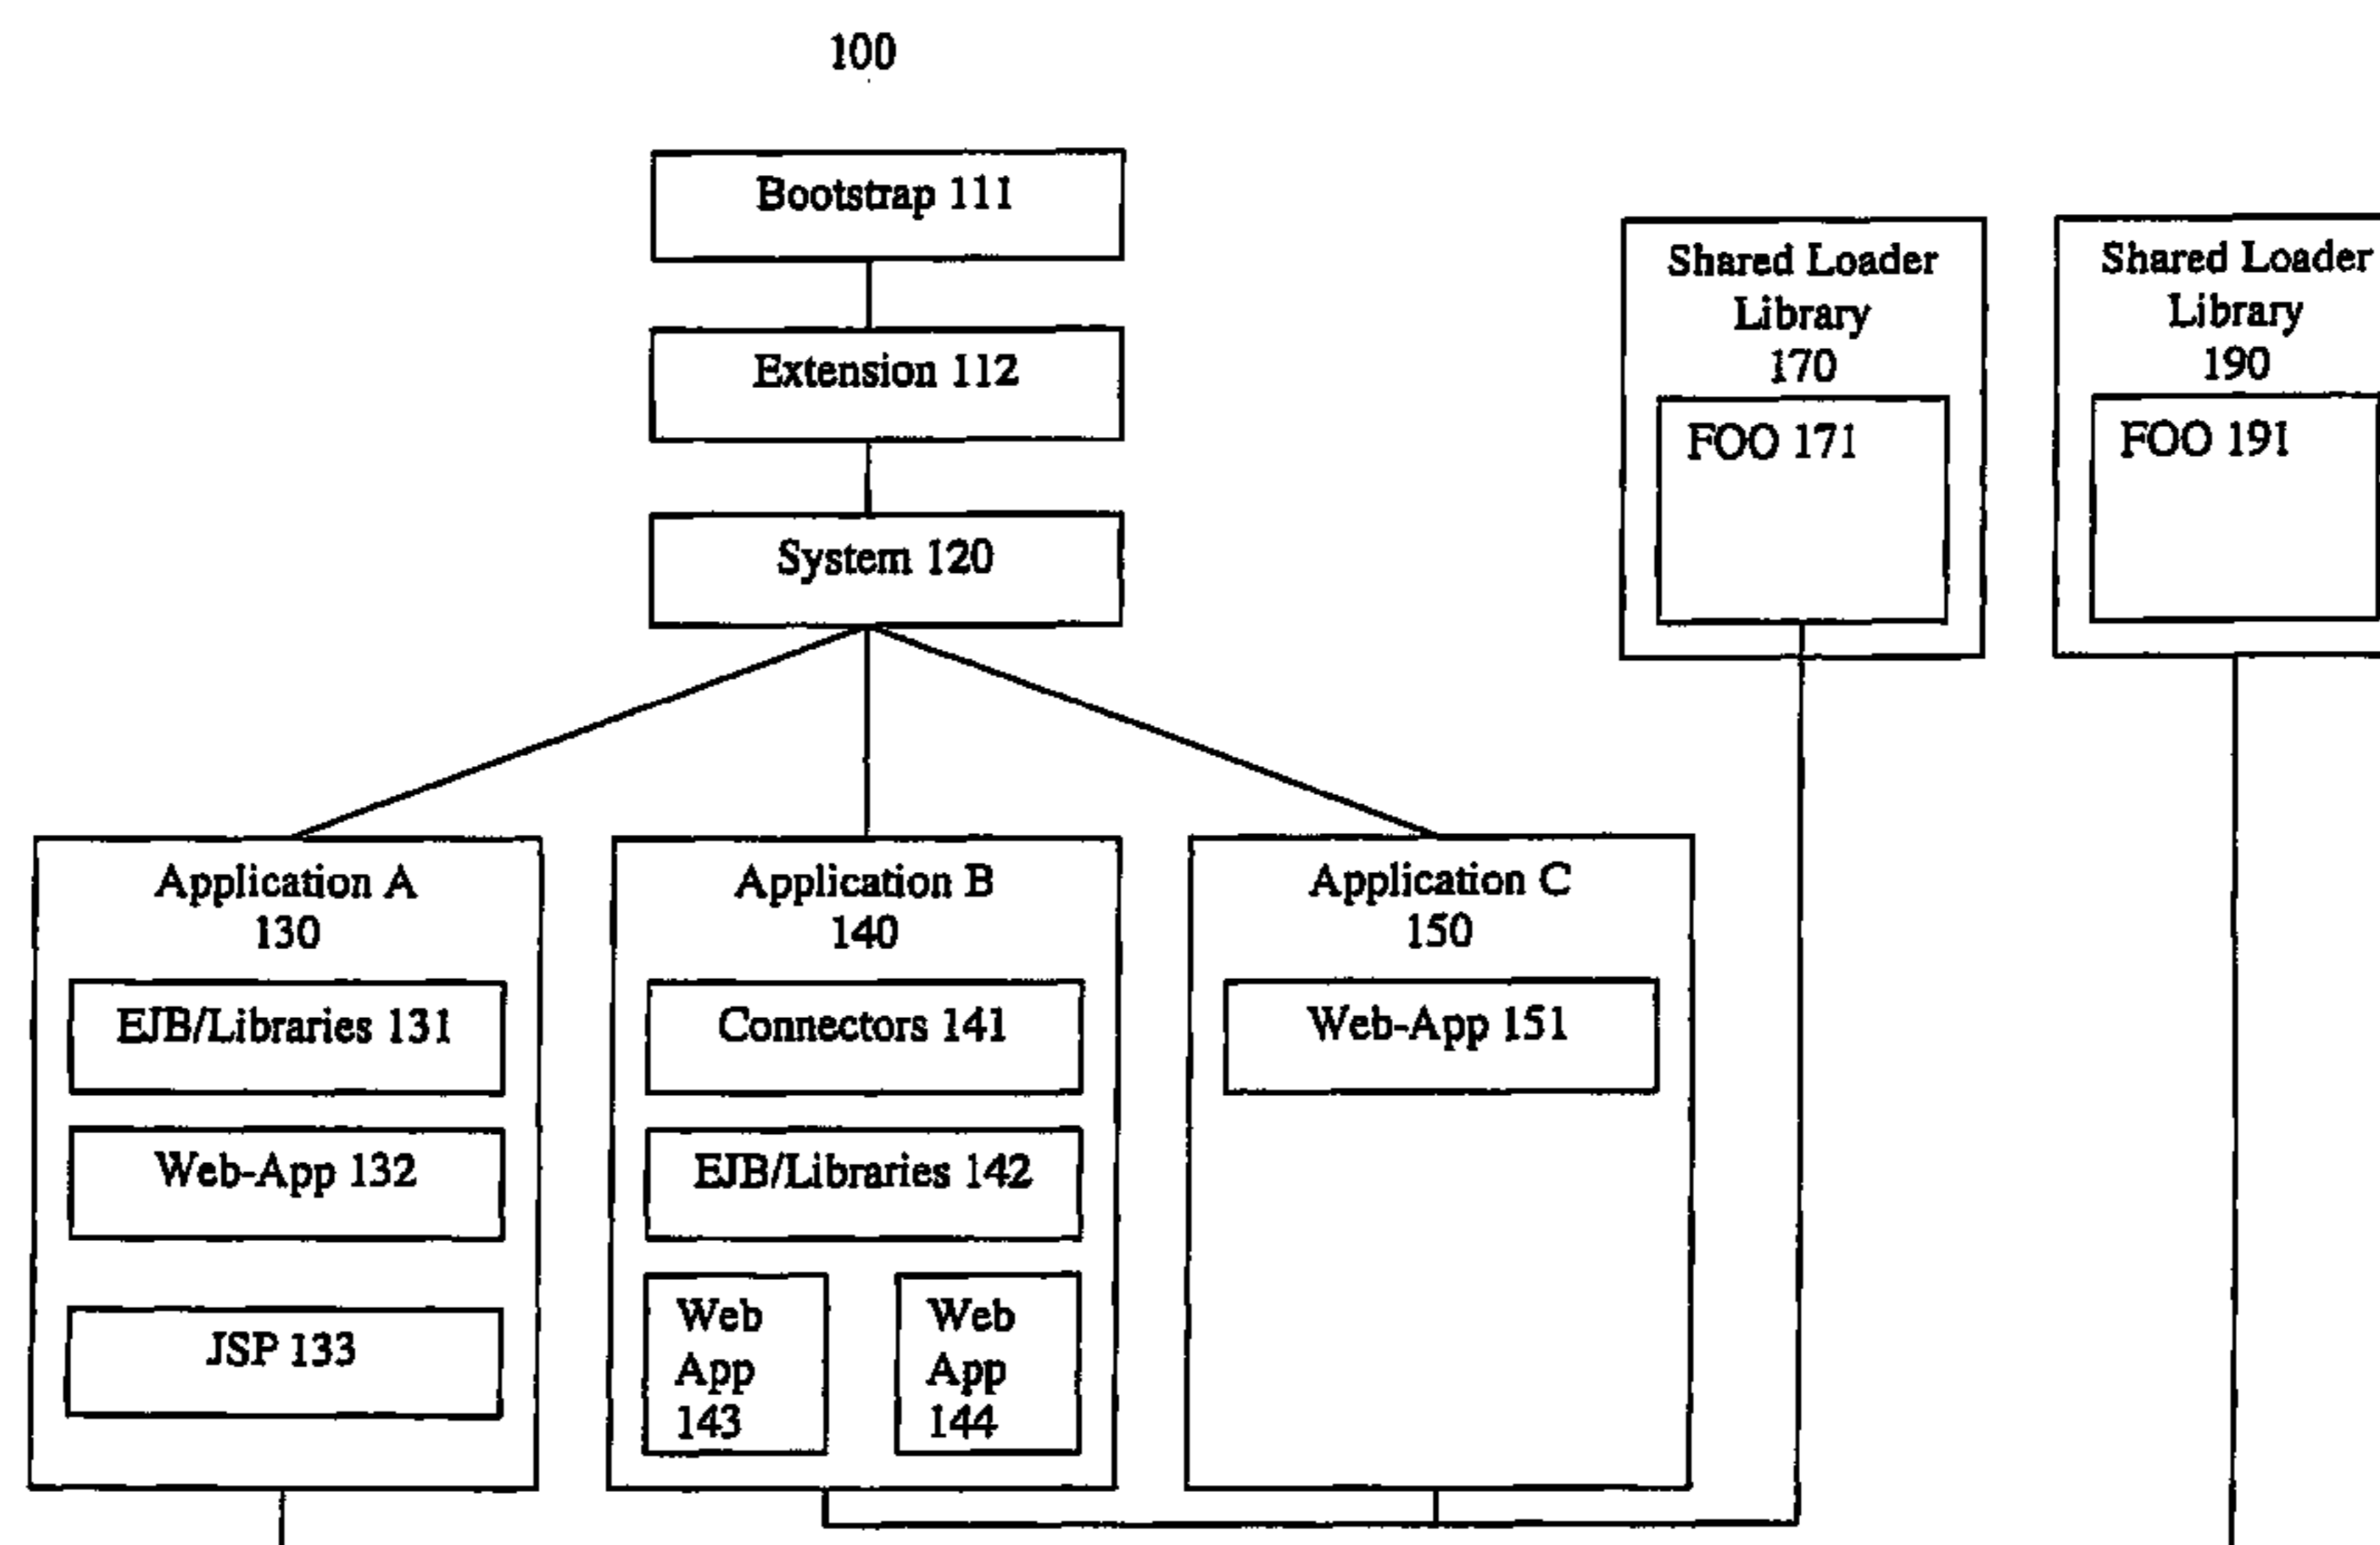 100
Bootstrap 111
Extension 112
System 120
Shared Loader
Library
170
FOO 171
Shared Loader
Library
190
FOO 191
Application A
130
EJB/Libraries 131
Web-App 132
JSP 133
Application B
140
Connectors 141
EJB/Libraries 142
Web
App
143
Web
App
144
Application C
150
Web-App 151